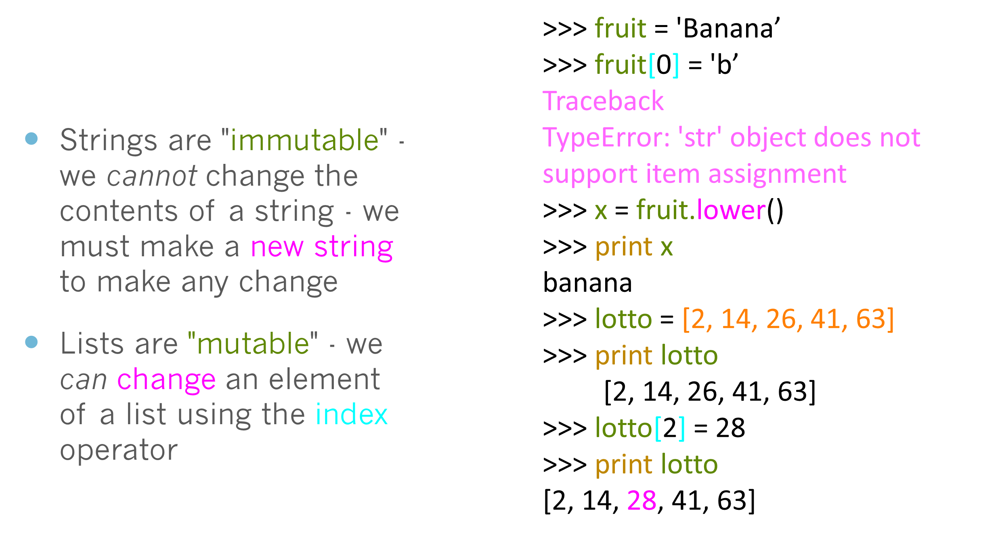 • Strings are "immutable" -
we cannot change the
contents of a string - we
must make a new string
to make any change
• Lists are "mutable" - we
can change an element
of a list using the index
operator
>>> fruit = 'Banana’
>>> fruit[0] = 'b’
Traceback
TypeError: 'str' object does not
support item assignment
>>> x = fruit.lower()
>>> print x
banana
>>> lotto = [2, 14, 26, 41, 63]
>>> print lotto
[2, 14, 26, 41, 63]
>>> lotto[2] = 28
>>> print lotto
[2, 14, 28, 41, 63]